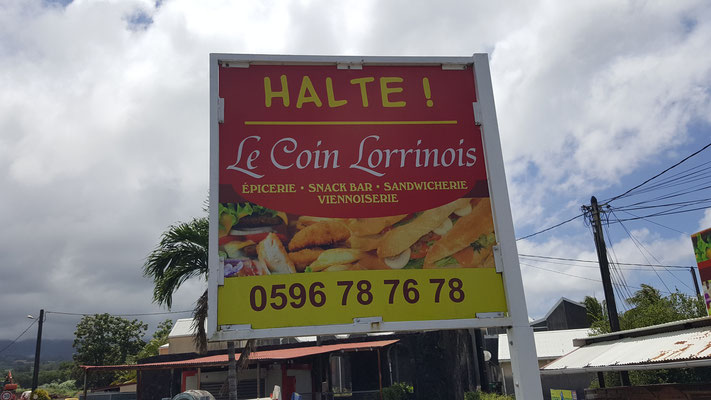 HALTE !
Le Coin Lorrinois
ÉPICERIE • SNACK BAR • SANDWICHERIE
VIENNOISERIE
0596 78 76 78